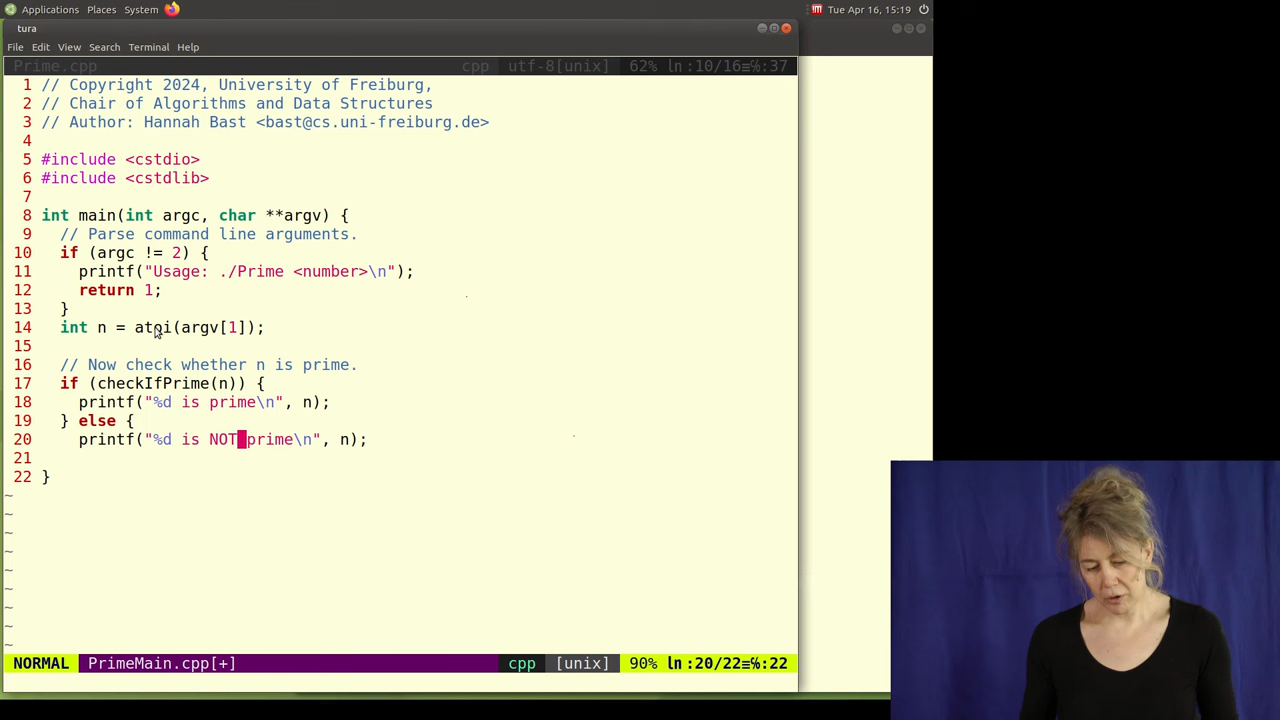 Applications Places System Tue Apr 16, 15:19
tura
File Edit View Search Terminal Help
Prime.cpp cpp utf-8[unix] 62% ln:10/16≡%:37
1 // Copyright 2024, University of Freiburg,
2 // Chair of Algorithms and Data Structures
3 // Author: Hannah Bast <bast@cs.uni-freiburg.de>
4
5 #include <cstdio>
6 #include <cstdlib>
7
8 int main(int argc, char **argv) {
9 // Parse command line arguments.
10 if (argc != 2) {
11 printf("Usage: ./Prime <number>\n");
12 return 1;
13 }
14 int n = atoi(argv[1]);
15
16 // Now check whether n is prime.
17 if (checkIfPrime(n)) {
18 printf("%d is prime\n", n);
19 } else {
20 printf("%d is NOT prime\n", n);
21
22 }
~
~
~
~
~
~
~
~
~
NORMAL PrimeMain.cpp[+] cpp [unix] 90% ln:20/22≡%:22